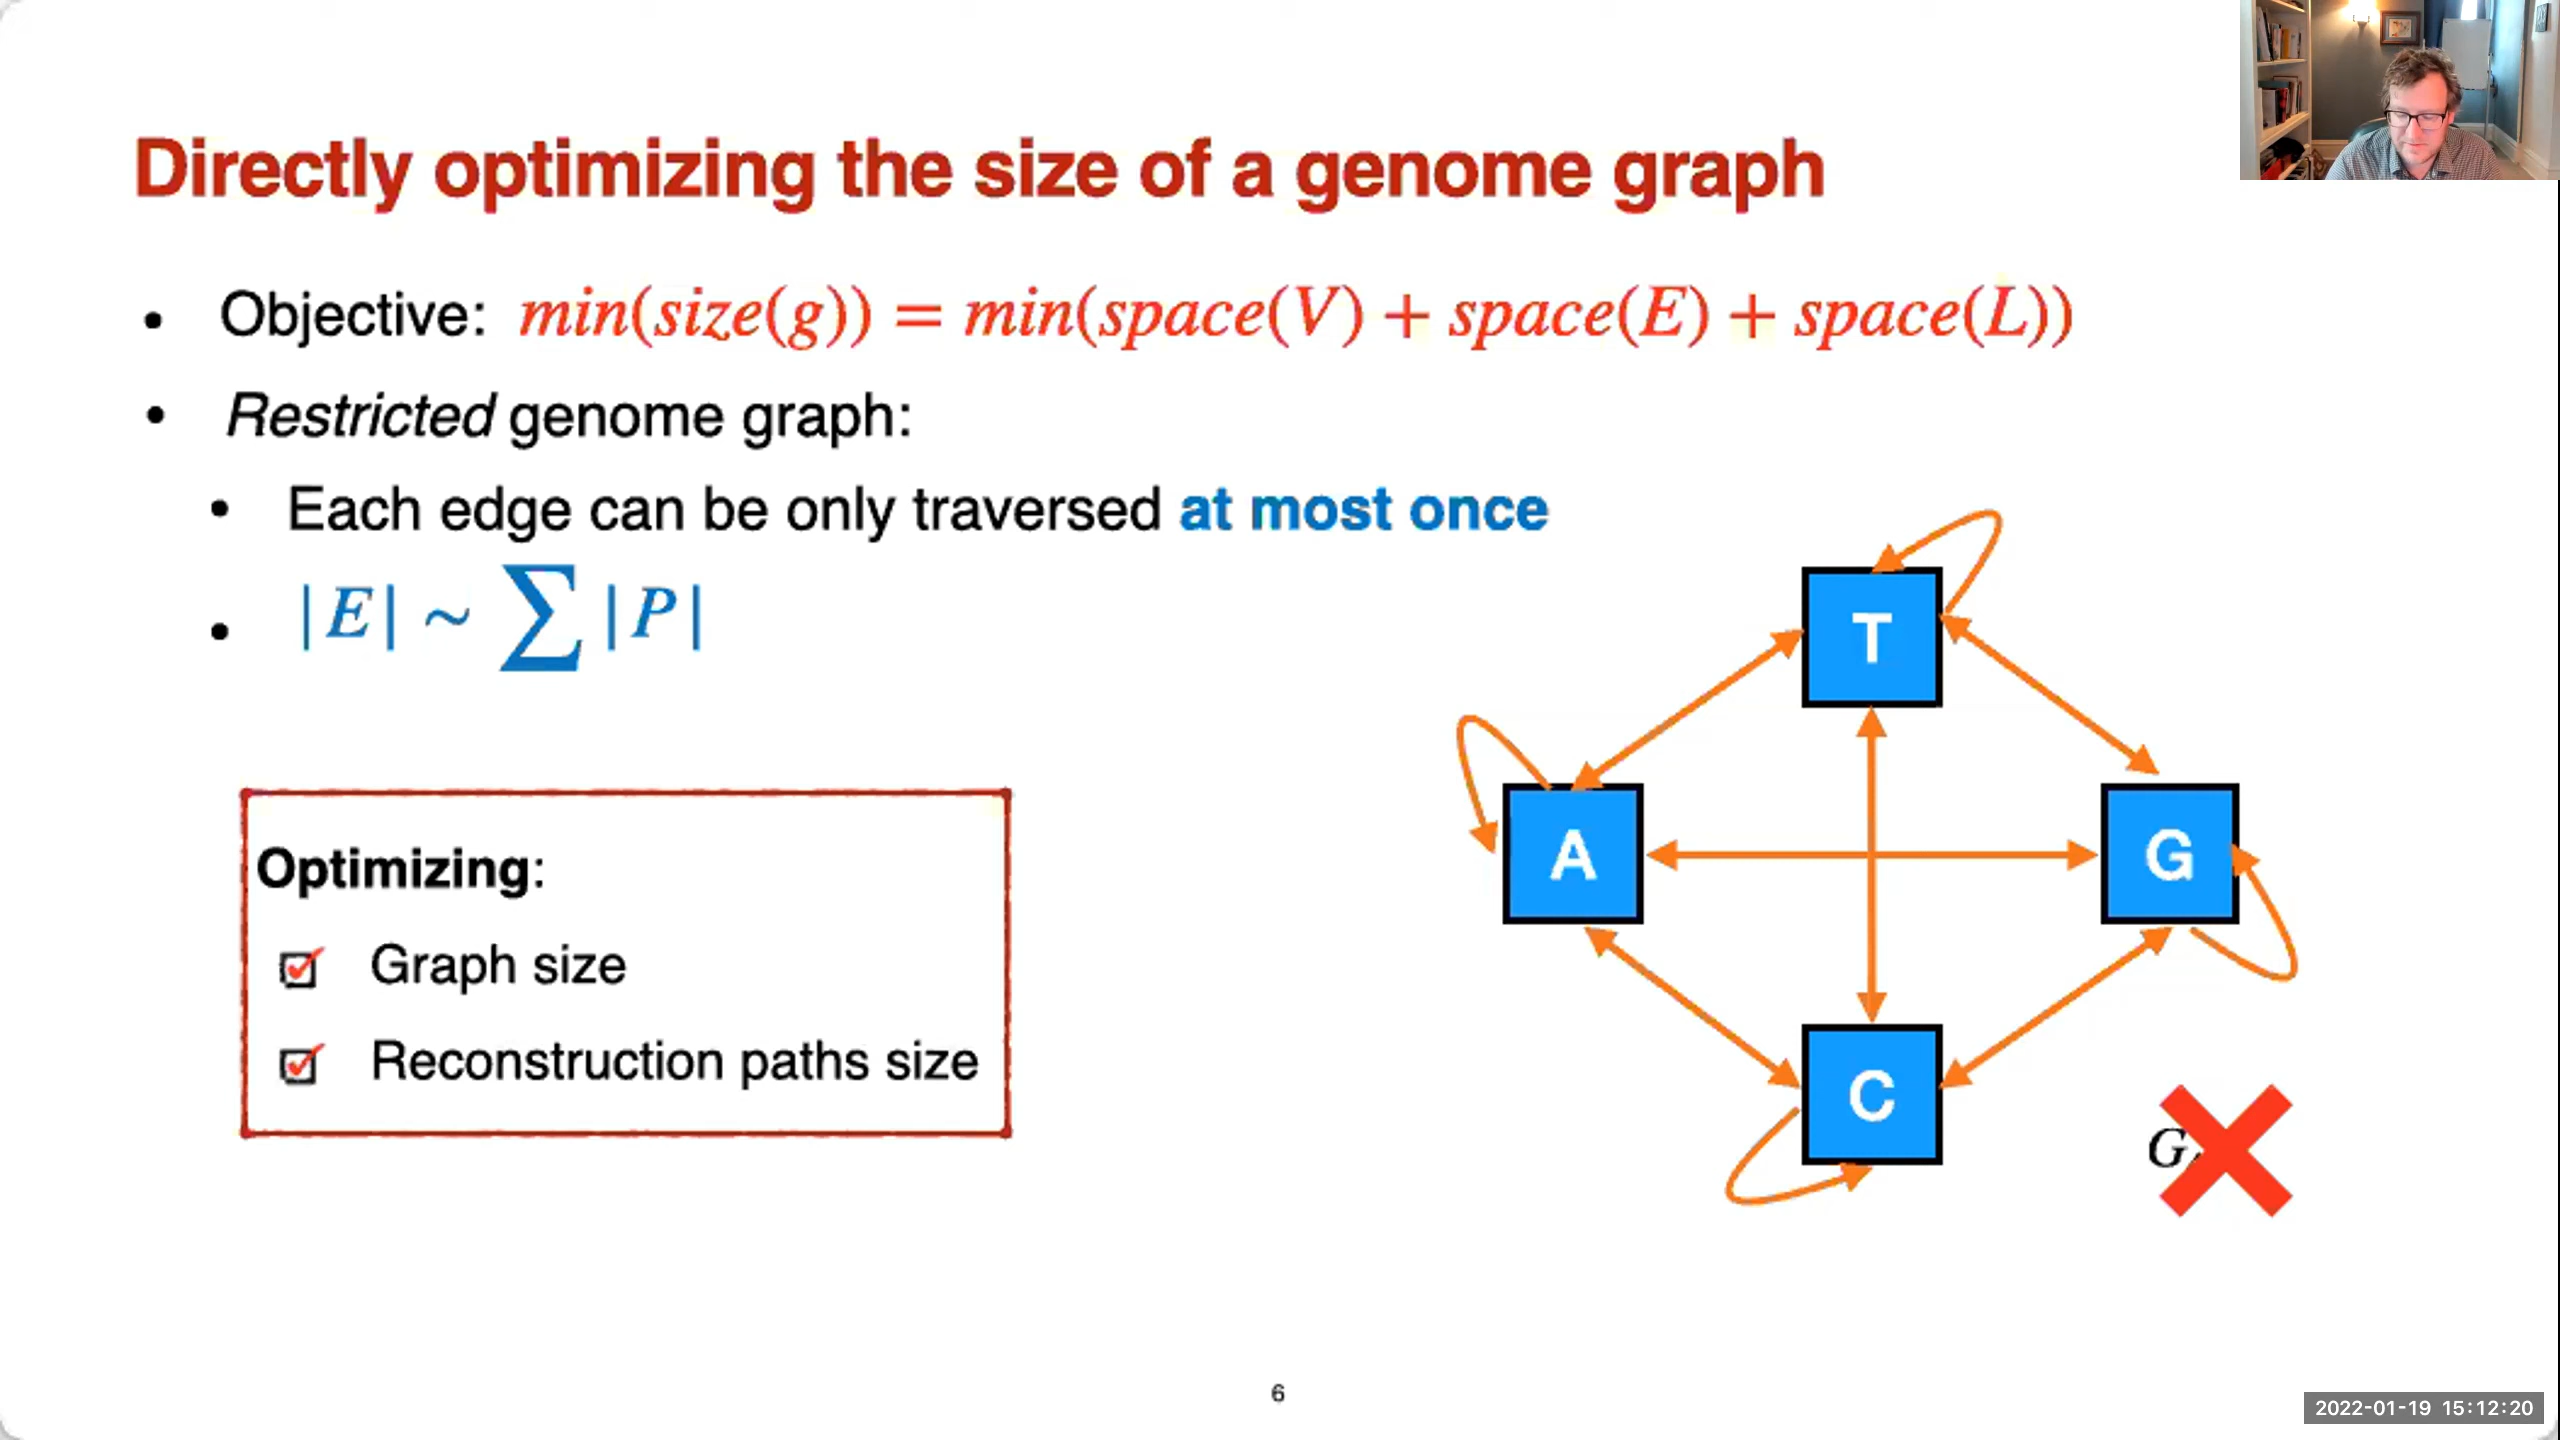 Directly optimizing the size of a genome graph
• Objective: min(size(g)) = min(space(V) + space(E) + space(L))
• Restricted genome graph:
• Each edge can be only traversed at most once
• |E| ~ ∑ |P|
T
A
G
C
Optimizing:
Graph size
Reconstruction paths size
G
6
2022-01-19 15:12:20